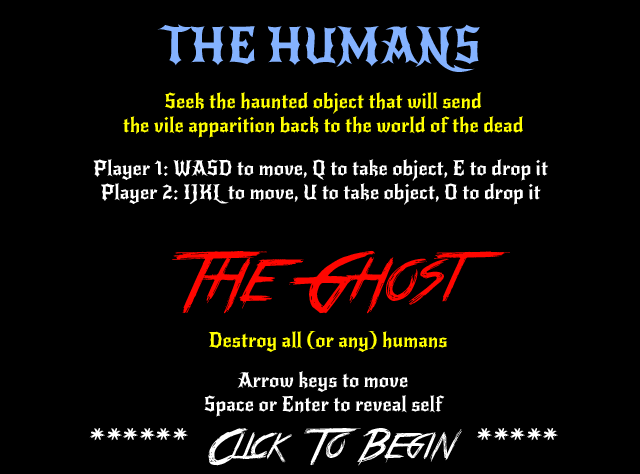 THE HUMANS
Seek the haunted object that will send
the vile apparition back to the world of the dead
Player 1: WASD to move, Q to take object, E to drop it
Player 2: IJKL to move, U to take object, O to drop it
THE GHOST
Destroy all (or any) humans
Arrow keys to move
Space or Enter to reveal self
****** CLICK TO BEGIN *****